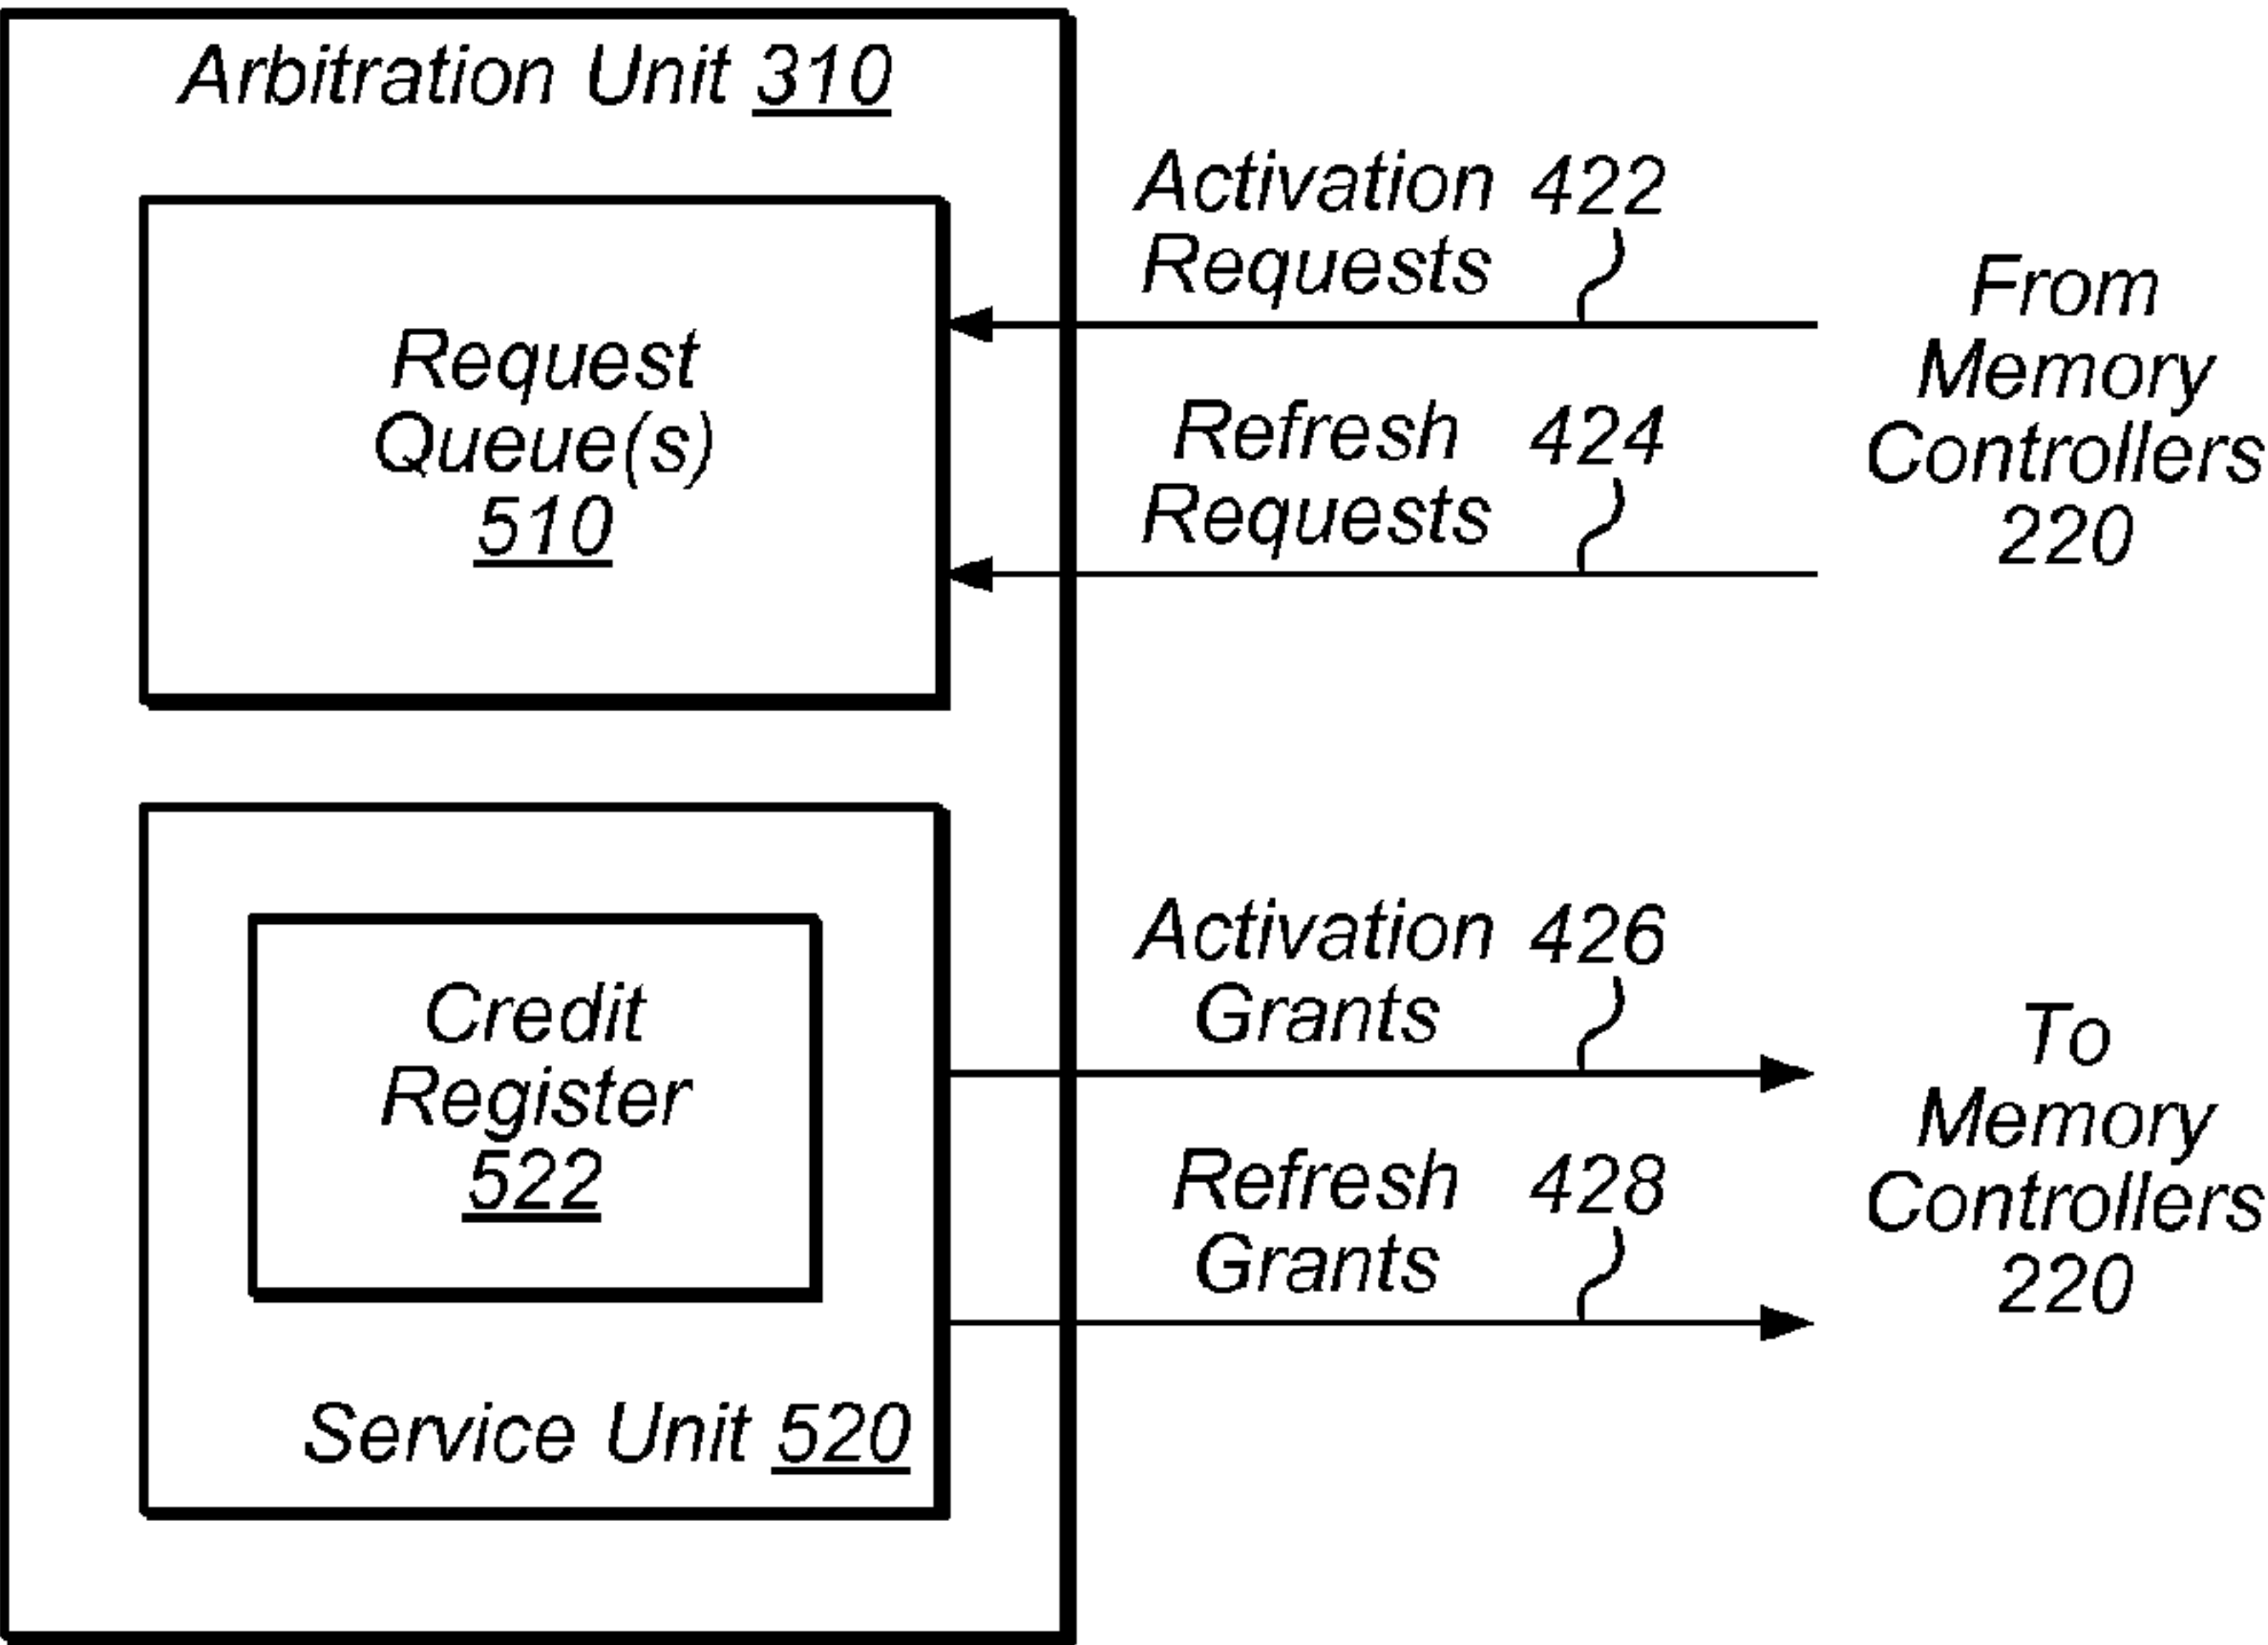 Arbitration Unit 310
Request
Queue(s)
510
Activation 422
Requests
Refresh 424
Requests
From
Memory
Controllers
220
Credit
Register
522
Service Unit 520
Activation 426
Grants
Refresh 428
Grants
To
Memory
Controllers
220